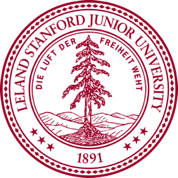 LELAND STANFORD JUNIOR UNIVERSITY
DIE LUFT DER FREIHEIT WEHT
1891